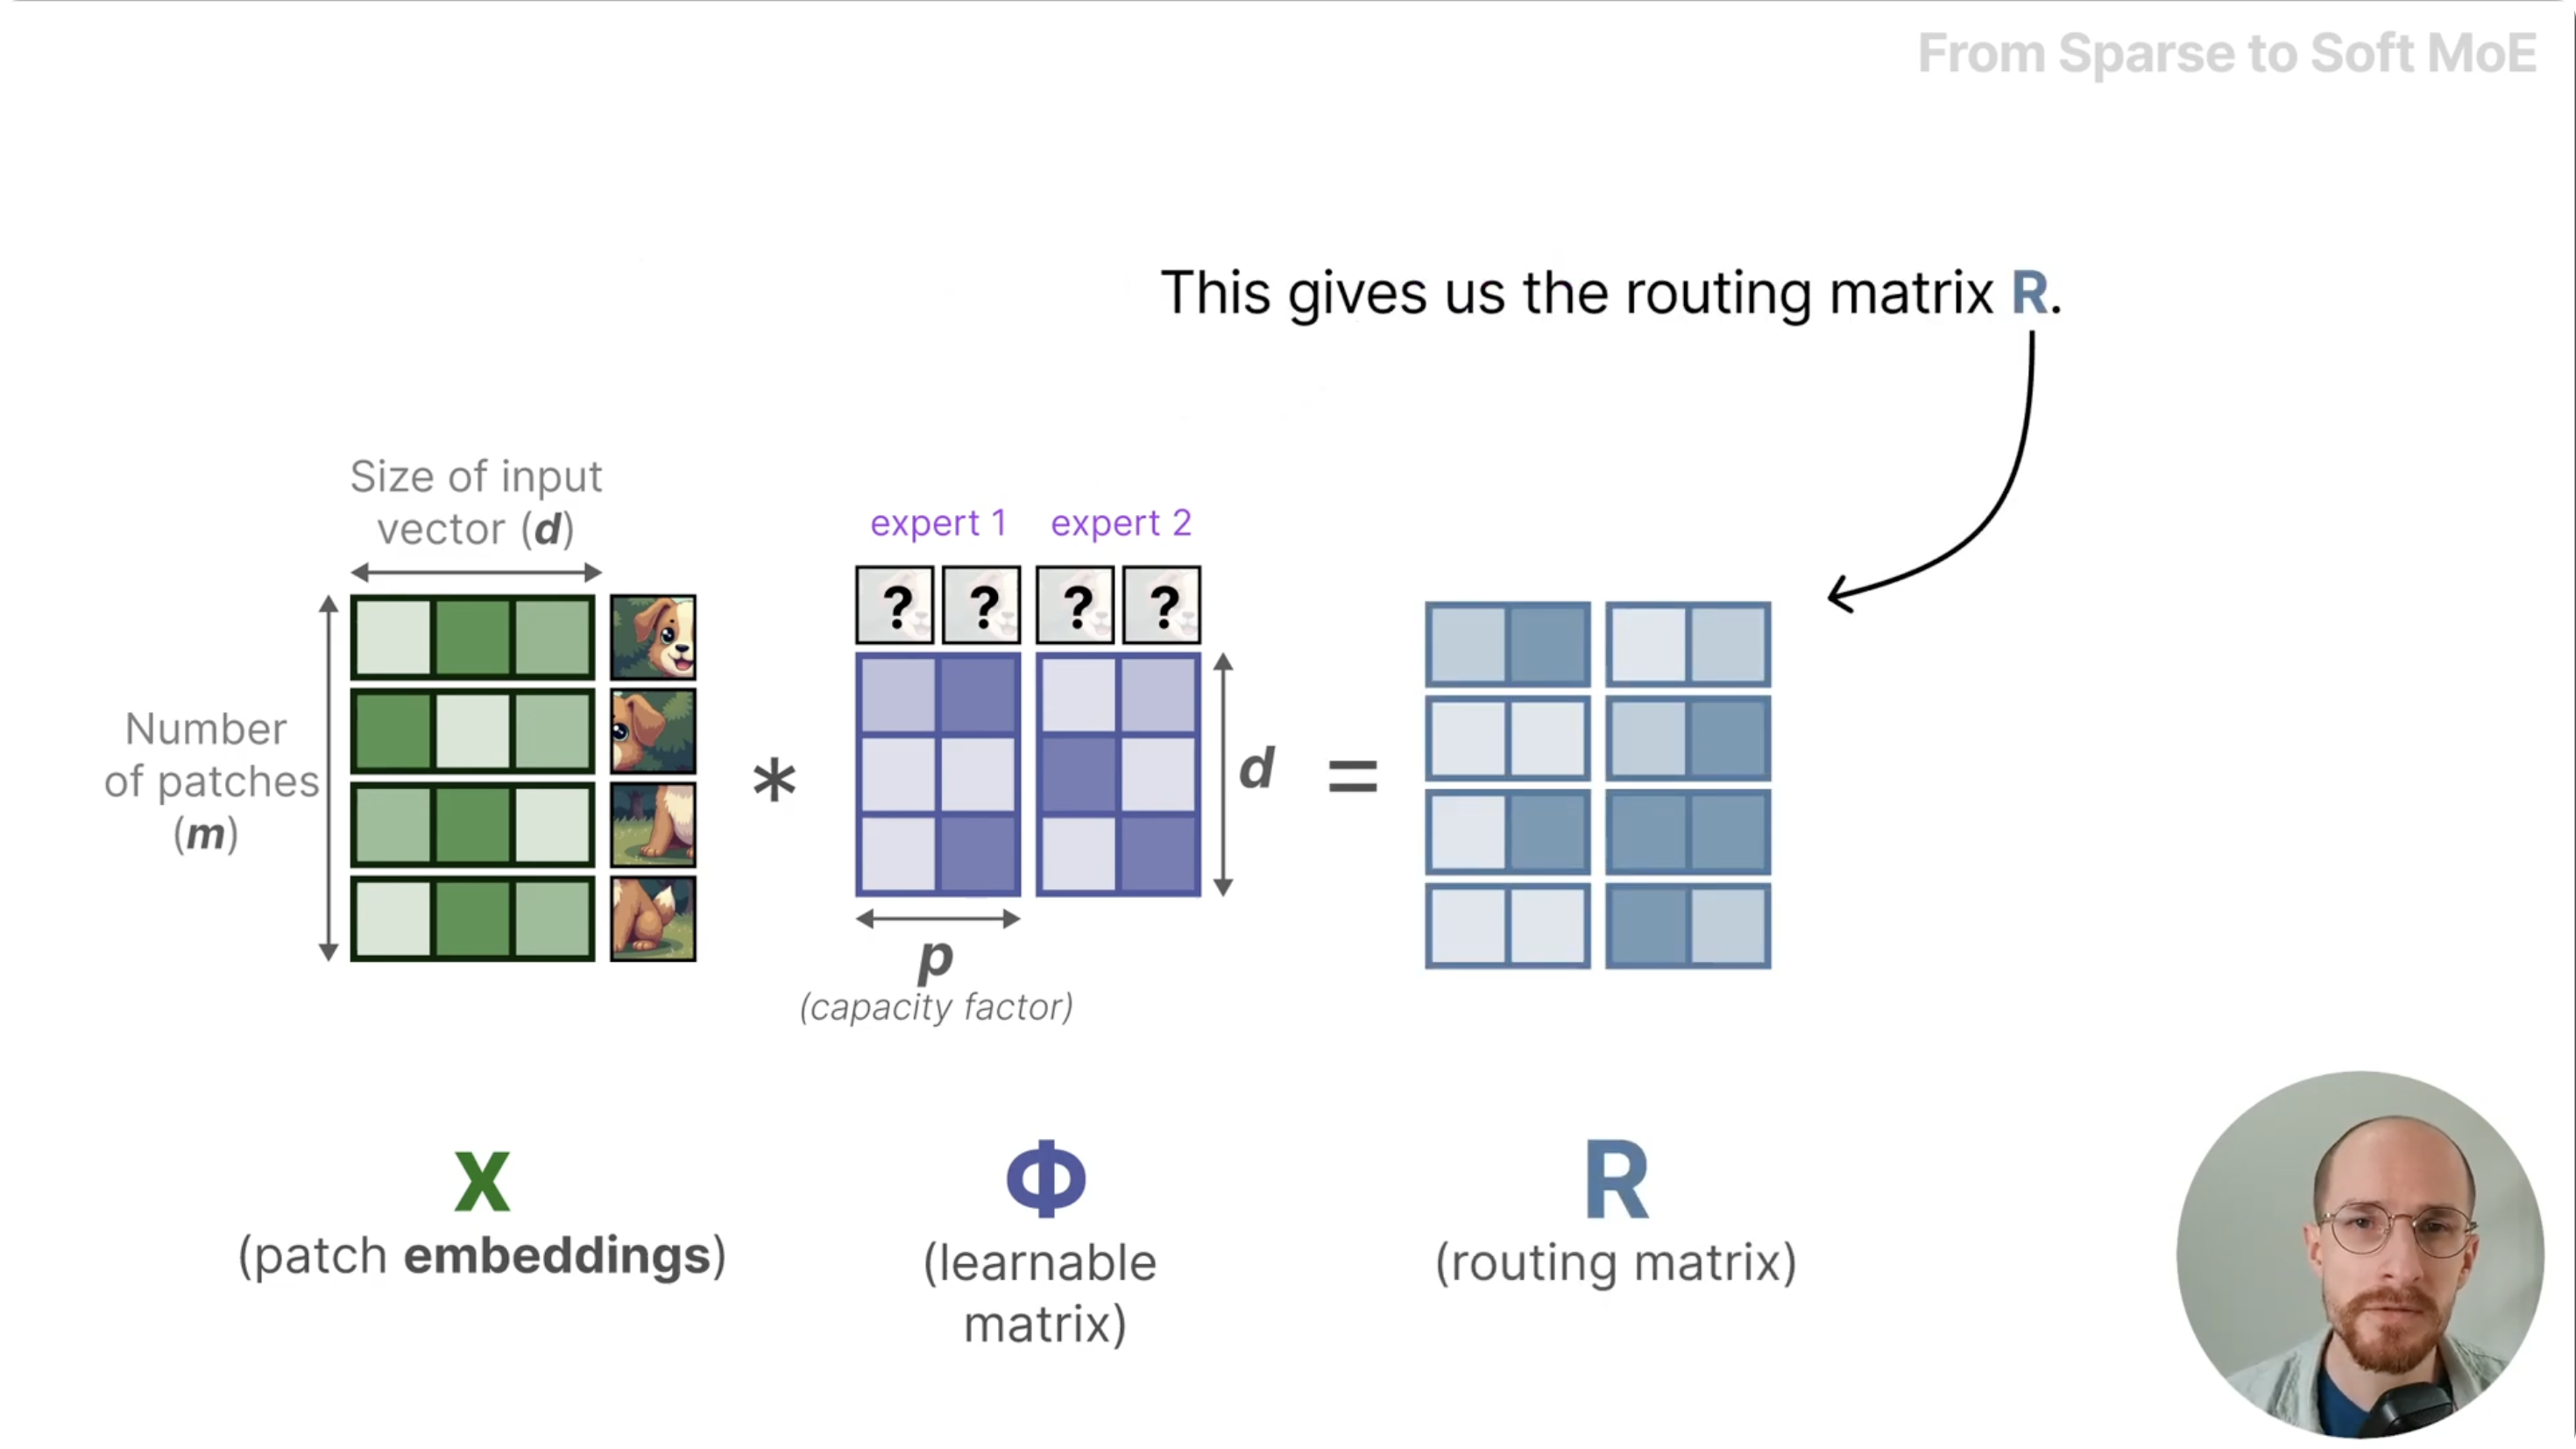 From Sparse to Soft MoE
This gives us the routing matrix R.
Size of input
vector (d)
expert 1 expert 2
? ? ? ?
Number
of patches
(m)
* d =
p
(capacity factor)
X
(patch embeddings)
Φ
(learnable
matrix)
R
(routing matrix)